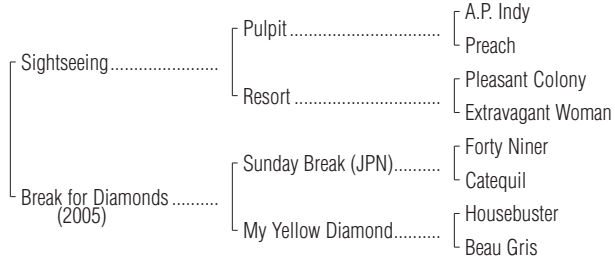 A.P. Indy
Pulpit..............................
Preach
Sightseeing......................
Pleasant Colony
Resort .............................
Extravagant Woman
Forty Niner
Sunday Break (JPN)..........
Catequil
Break for Diamonds ..........
(2005)
Housebuster
My Yellow Diamond..........
Beau Gris